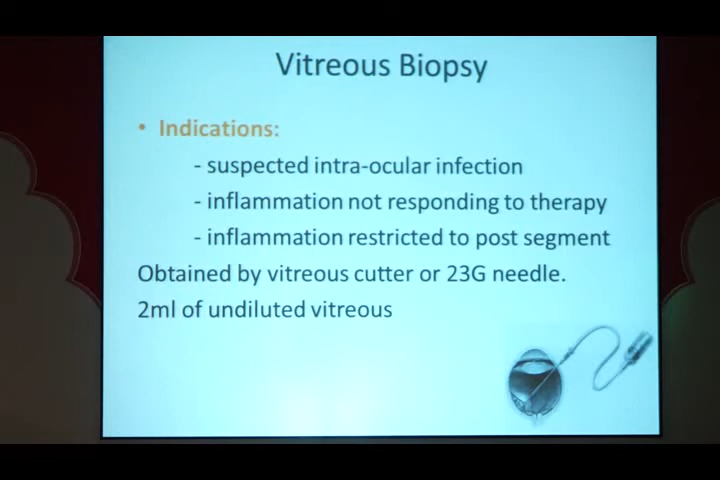 Vitreous Biopsy
• Indications:
- suspected intra-ocular infection
- inflammation not responding to therapy
- inflammation restricted to post segment
Obtained by vitreous cutter or 23G needle.
2ml of undiluted vitreous